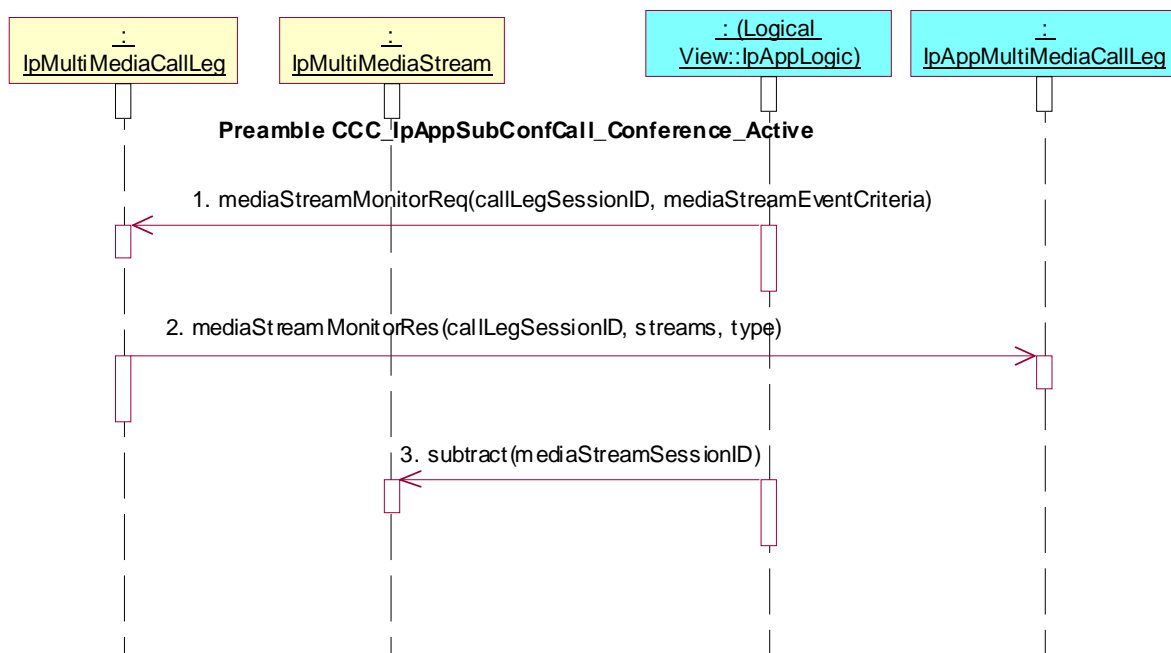 :
IpMultiMediaCallLeg
:
IpMultiMediaStream
: (Logical
View::IpAppLogic)
:
IpAppMultiMediaCallLeg
Preamble CCC_IpAppSubConfCall_Conference_Active
1. mediaStreamMonitorReq(callLegSessionID, mediaStreamEventCriteria)
2. mediaStreamMonitorRes(callLegSessionID, streams, type)
3. subtract(mediaStreamSessionID)